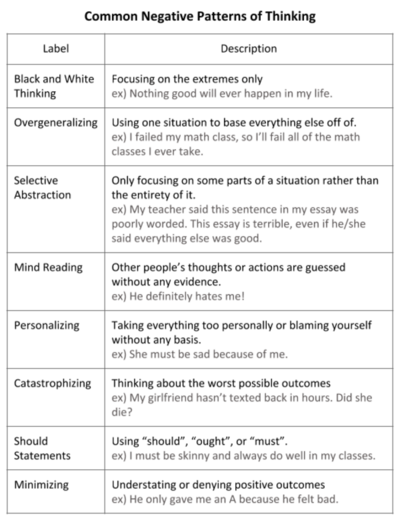 Common Negative Patterns of Thinking
Label
Description
Black and White
Thinking
Focusing on the extremes only
ex) Nothing good will ever happen in my life.
Overgeneralizing
Using one situation to base everything else off of.
ex) I failed my math class, so I'll fail all of the math
classes I ever take.
Selective
Abstraction
Only focusing on some parts of a situation rather than
the entirety of it.
ex) My teacher said this sentence in my essay was
poorly worded. This essay is terrible, even if he/she
said everything else was good.
Mind Reading
Other people's thoughts or actions are guessed
without any evidence.
ex) He definitely hates me!
Personalizing
Taking everything too personally or blaming yourself
without any basis.
ex) She must be sad because of me.
Catastrophizing
Thinking about the worst possible outcomes
ex) My girlfriend hasn't texted back in hours. Did she
die?
Should
Statements
Using "should", "ought", or "must".
ex) I must be skinny and always do well in my classes.
Minimizing
Understating or denying positive outcomes
ex) He only gave me an A because he felt bad.